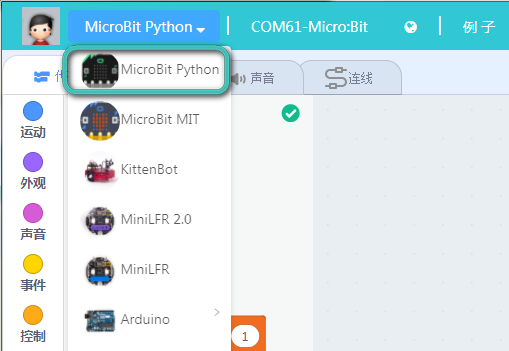 MicroBit Python COM61-Micro:Bit 例子
MicroBit Python
声音
连线
MicroBit MIT
KittenBot
MiniLFR 2.0
MiniLFR
Arduino
运动
外观
声音
事件
控制
1